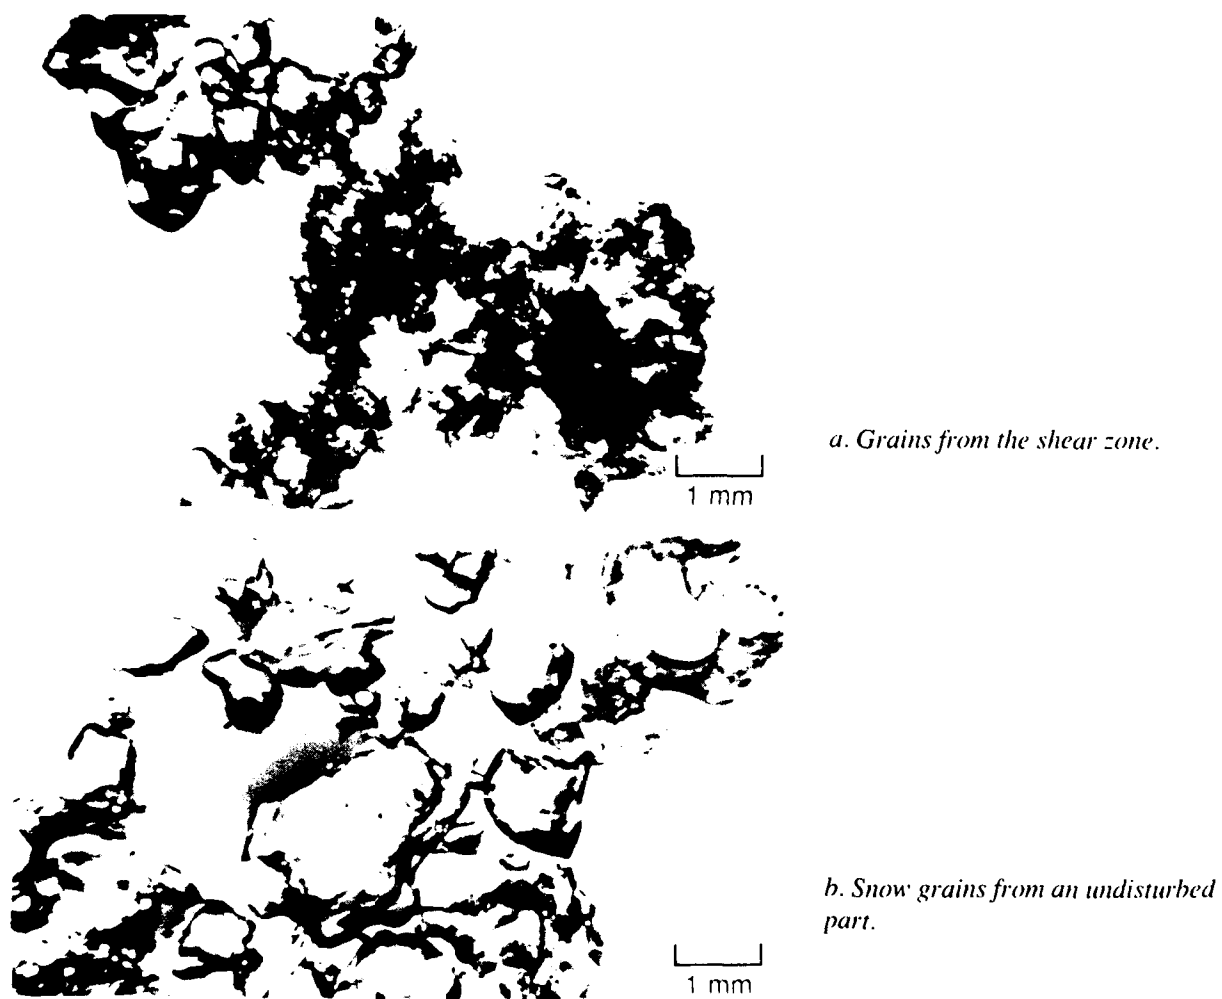 a. Grains from the shear zone.
1 mm
b. Snow grains from an undisturbed
part.
1 mm